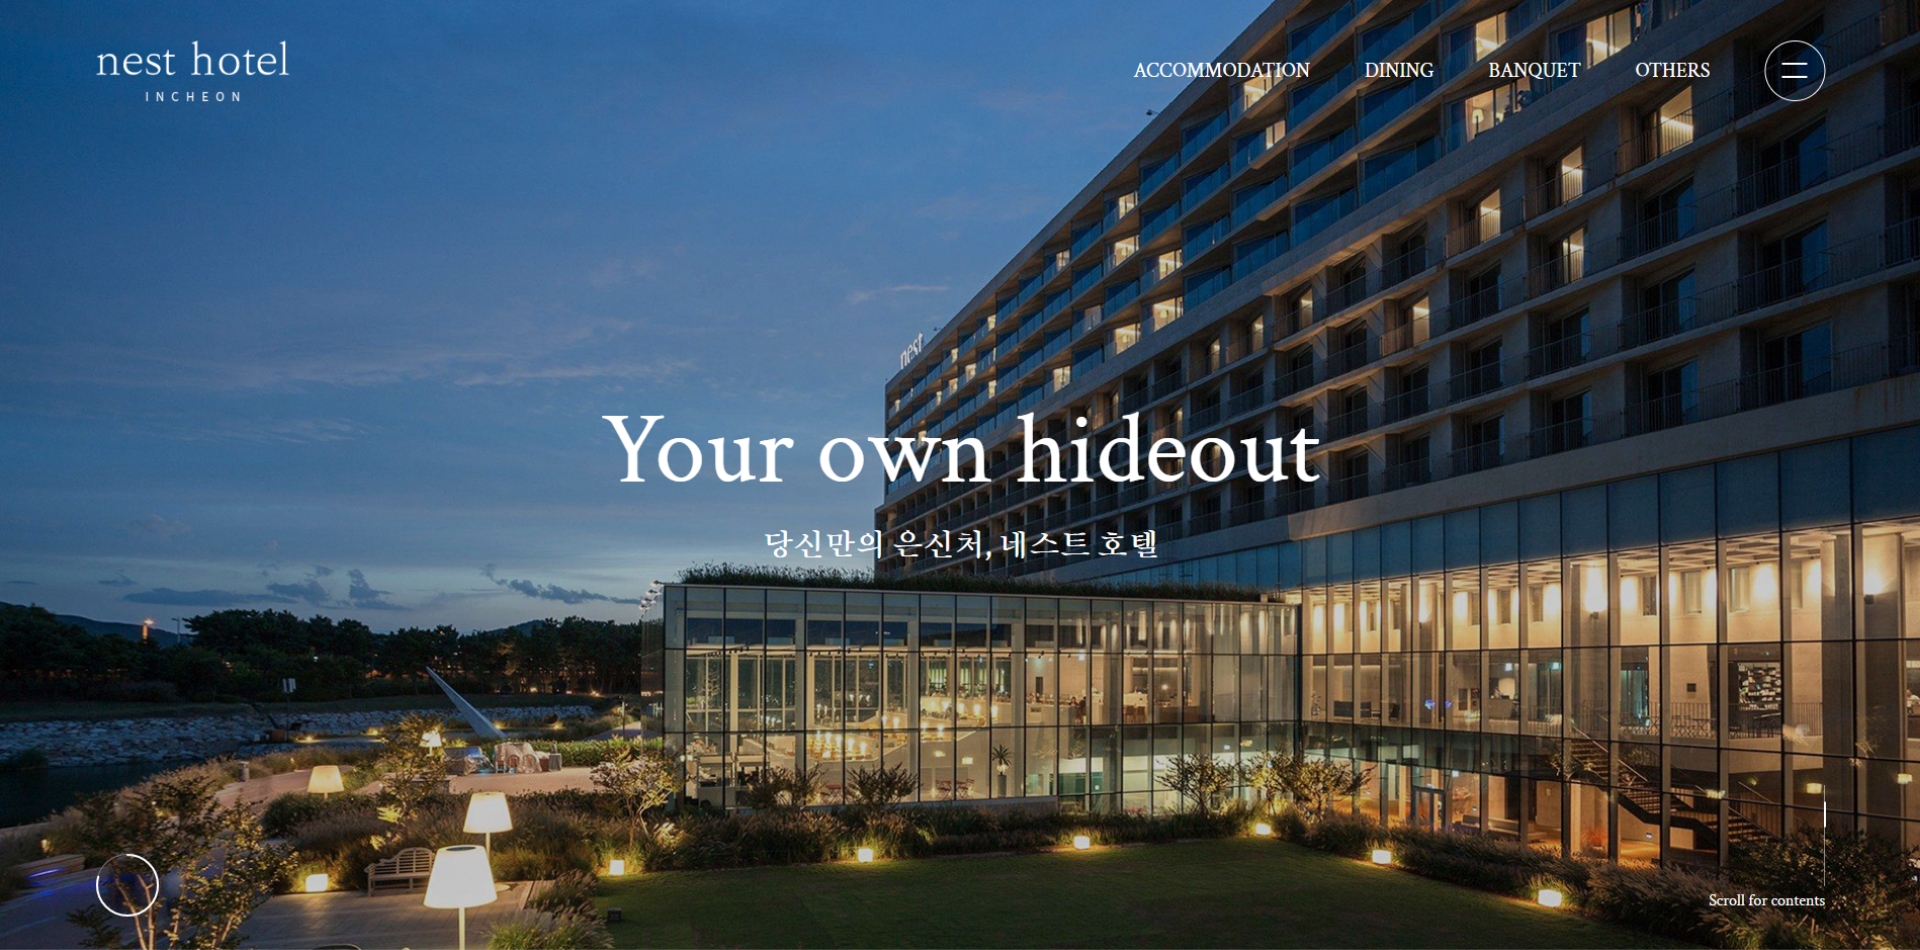 nest hotel
INCHEON
ACCOMMODATION
DINING
BANQUET
OTHERS
nest
Your own hideout
당신만의 은신처, 네스트 호텔
Scroll for contents